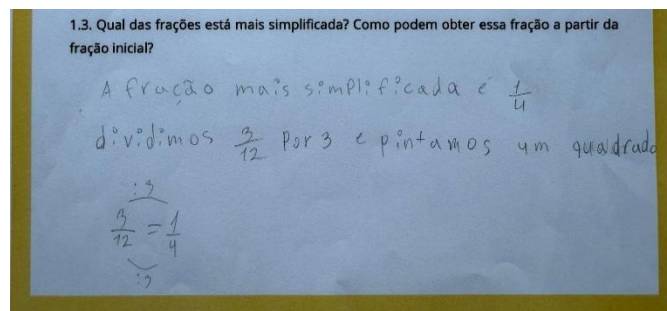 1.3. Qual das frações está mais simplificada? Como podem obter essa fração a partir da
fração inicial?
A fração mais simplificada é 1/4
dividimos 3/12 por 3 e pintamos um quadrado
:3
3/12 = 1/4
:3